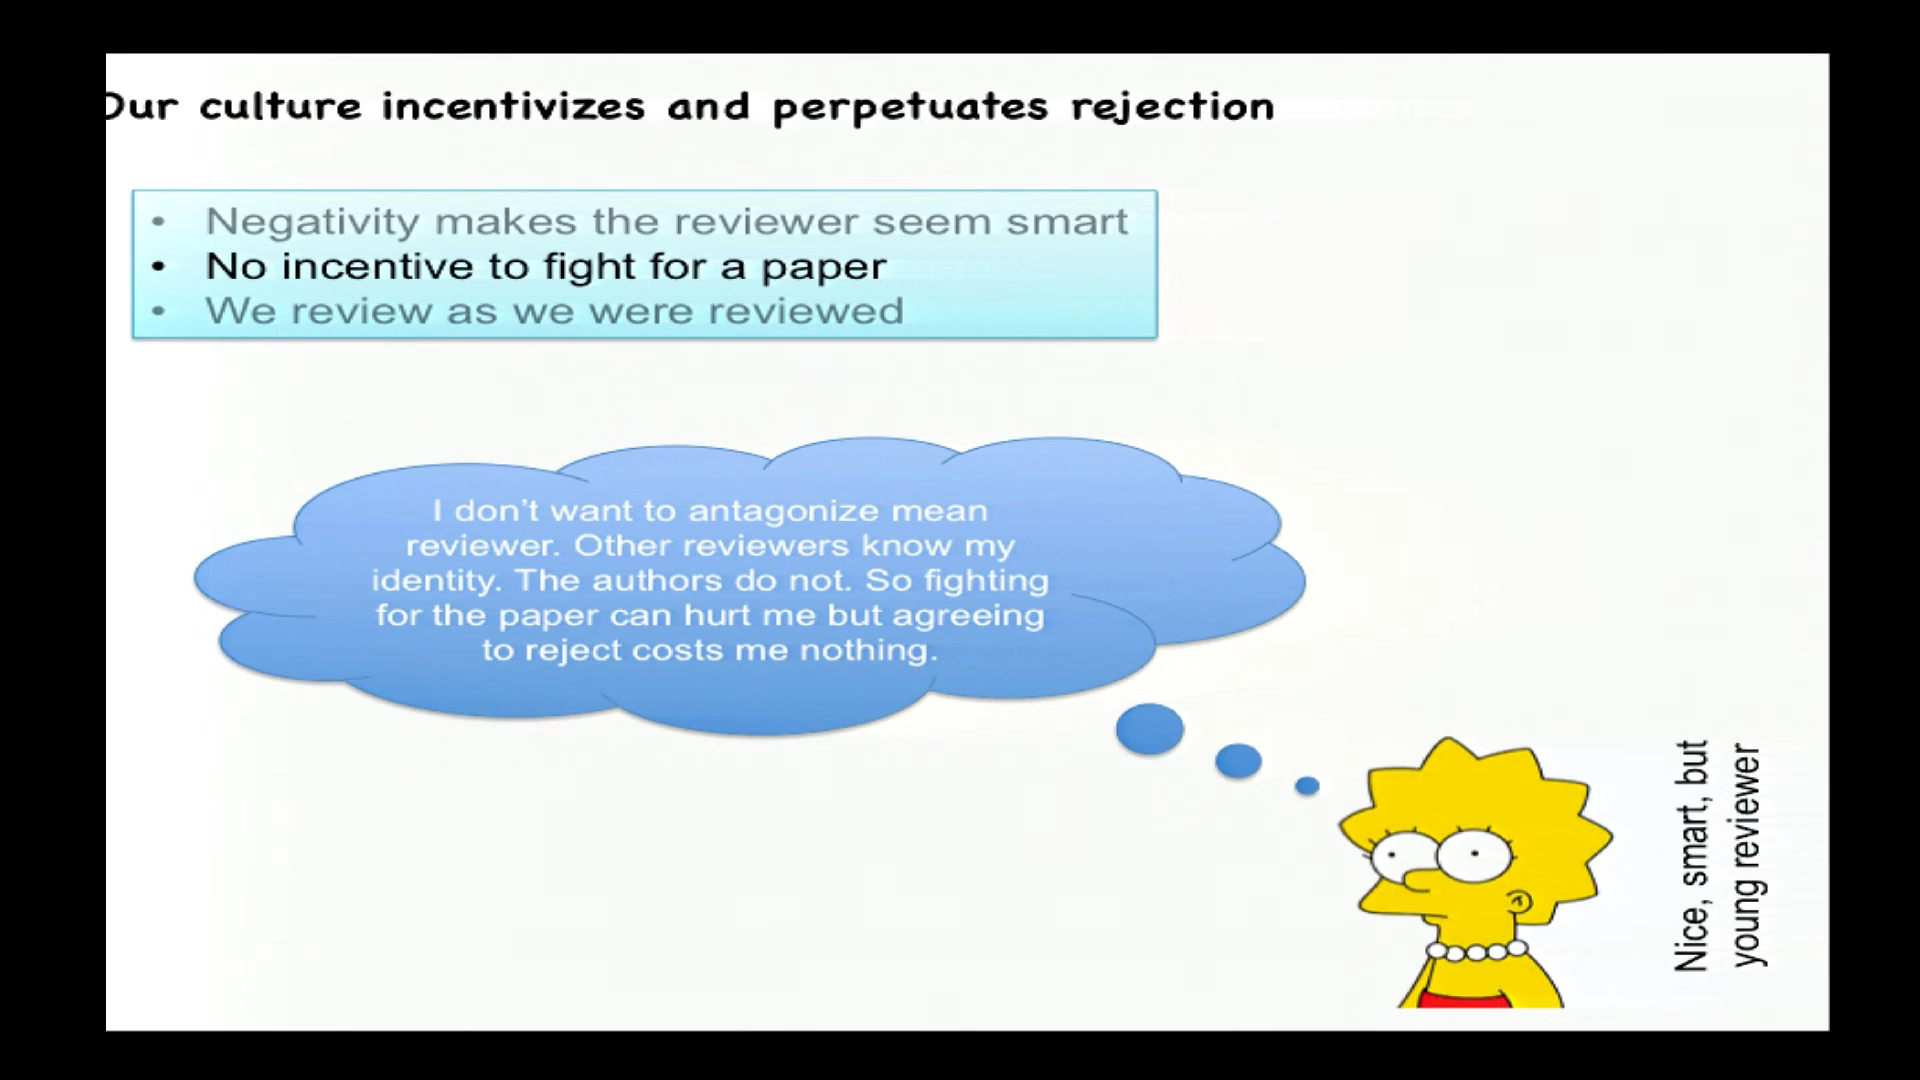 Our culture incentivizes and perpetuates rejection
• Negativity makes the reviewer seem smart
• No incentive to fight for a paper
• We review as we were reviewed
I don't want to antagonize mean
reviewer. Other reviewers know my
identity. The authors do not. So fighting
for the paper can hurt me but agreeing
to reject costs me nothing.
Nice, smart, but
young reviewer